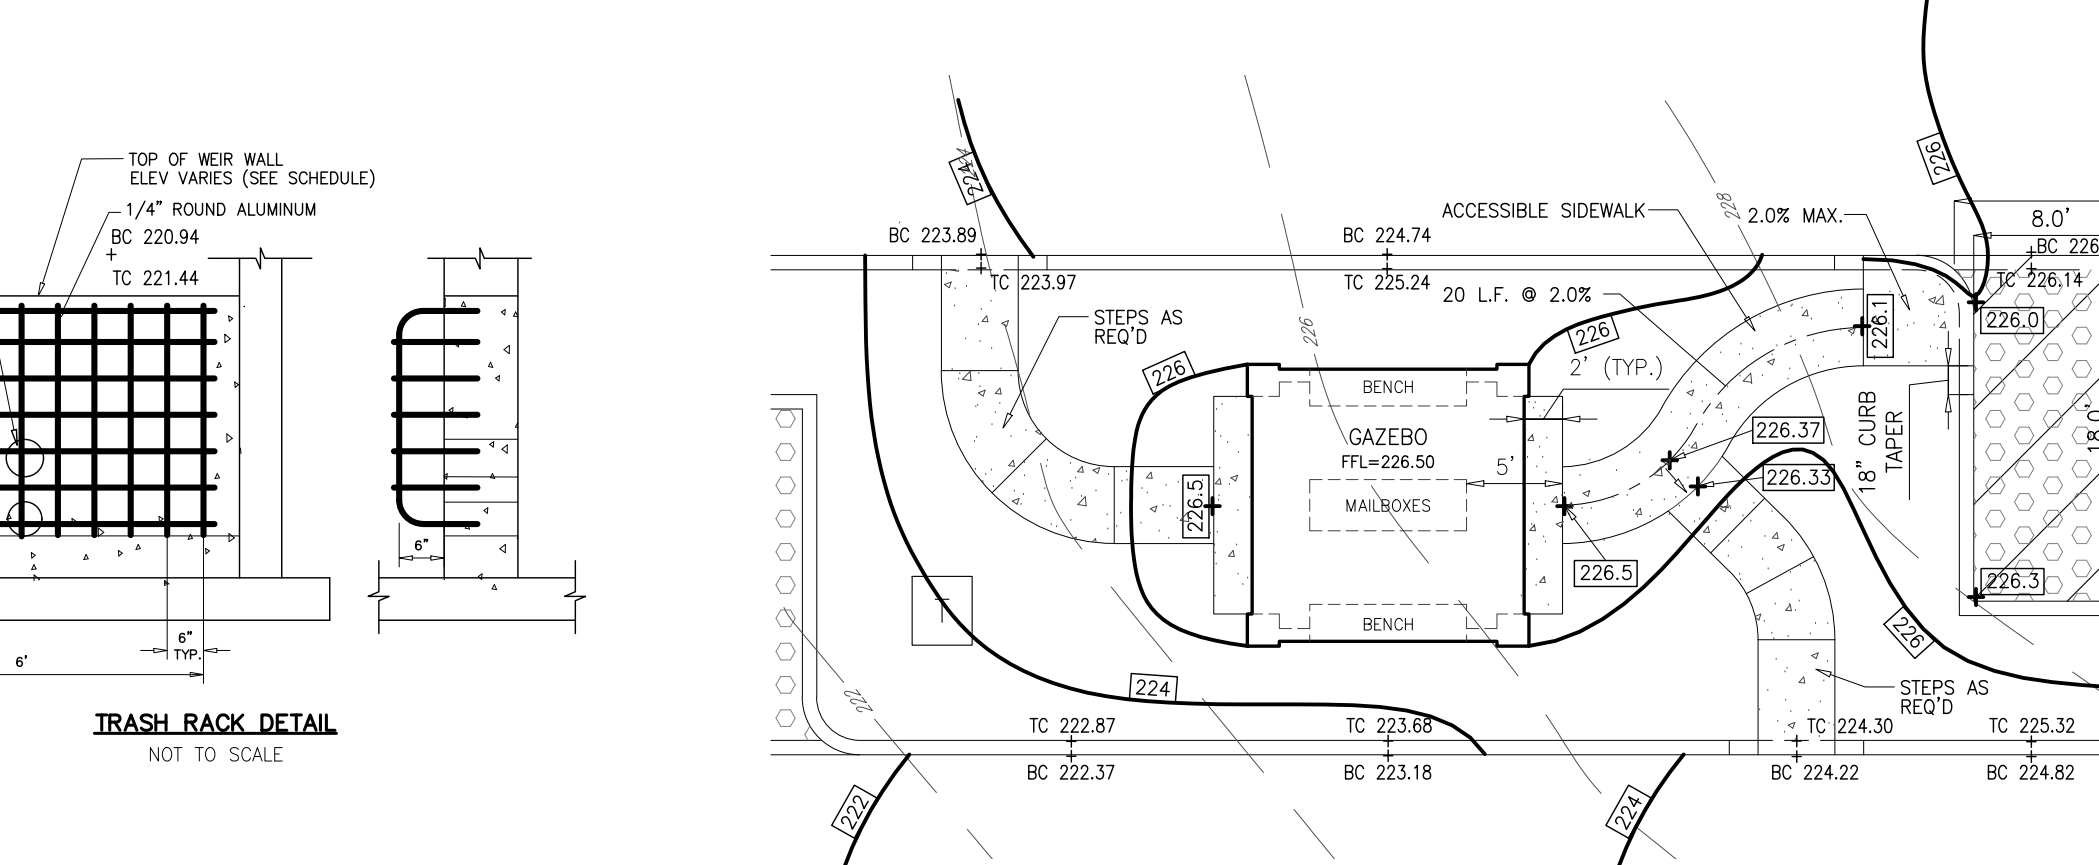 TOP OF WEIR WALL
ELEV VARIES (SEE SCHEDULE)
1/4" ROUND ALUMINUM
BC 220.94
TC 221.44
6"
TYP.
6'
6"
TRASH RACK DETAIL
NOT TO SCALE
224
224
BC 223.89
TC 223.97
STEPS AS
REQ'D
226
226.5
BC 224.74
TC 225.24
226
BENCH
GAZEBO
FFL=226.50
MAILBOXES
BENCH
5'
ACCESSIBLE SIDEWALK
228
2.0% MAX.
20 L.F. @ 2.0%
226
2' (TYP.)
226.1
226
8.0'
BC 226
TC 226.14
226.0
226.37
226.33
18" CURB
TAPER
18.0'
226.5
226.3
226
222
224
TC 222.87
BC 222.37
TC 223.68
BC 223.18
STEPS AS
REQ'D
TC 224.30
BC 224.22
TC 225.32
BC 224.82
222
224